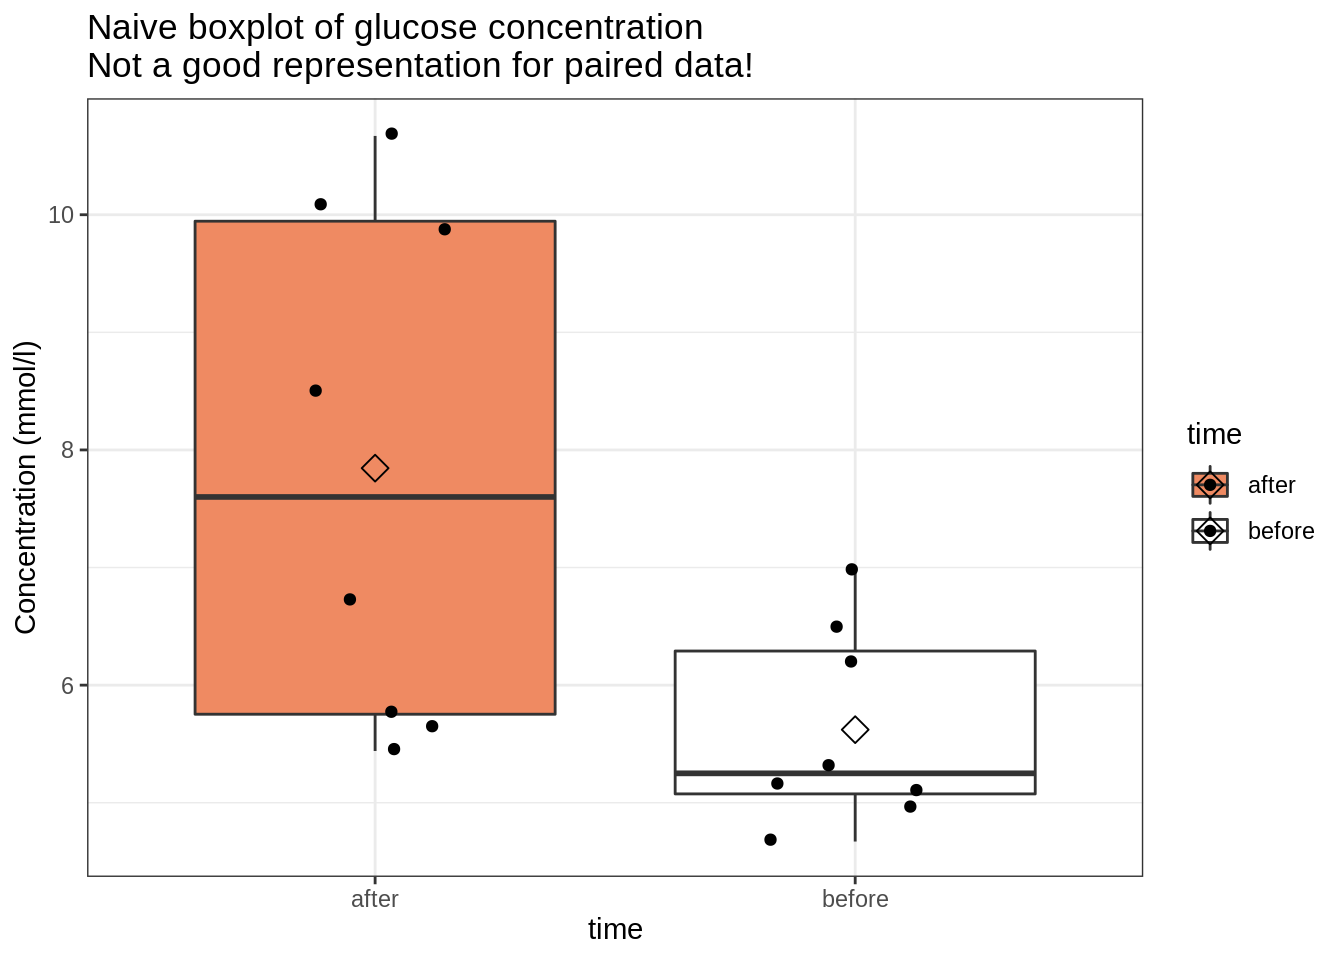 Naive boxplot of glucose concentration
Not a good representation for paired data!
Concentration (mmol/l)
10
8
6
after
before
time
time
after
before